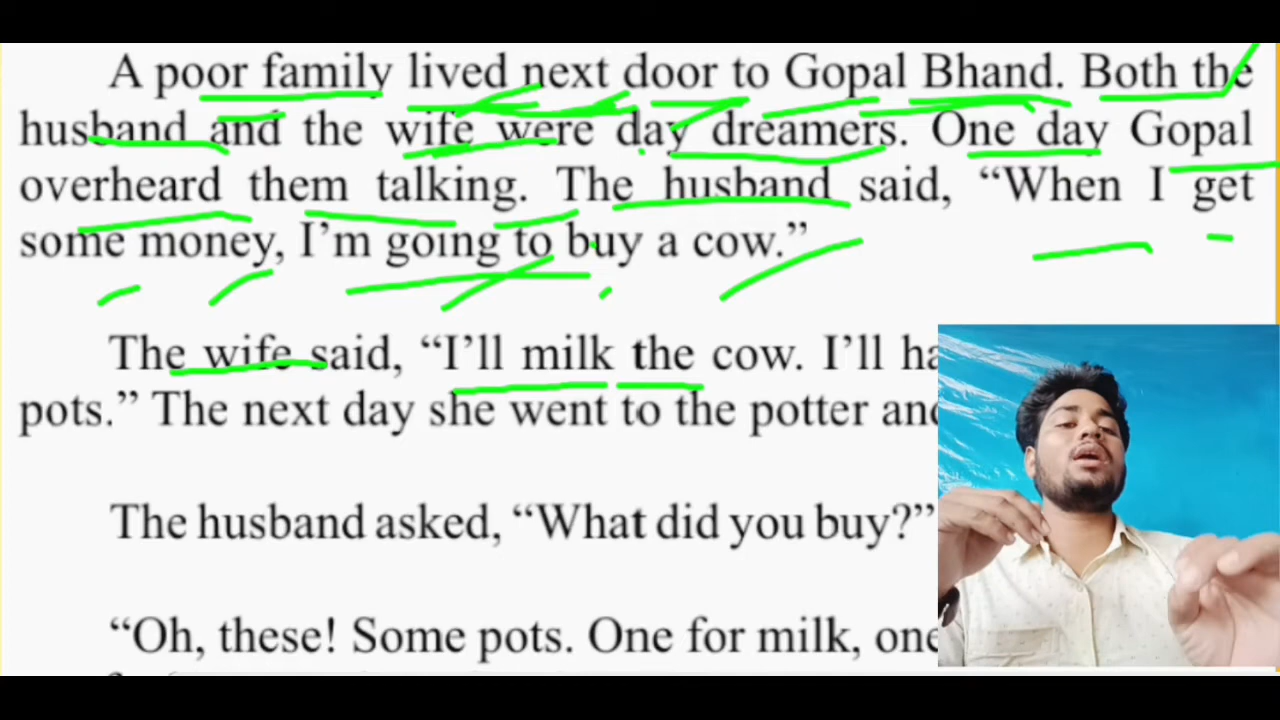 A poor family lived next door to Gopal Bhand. Both the
husband and the wife were day dreamers. One day Gopal
overheard them talking. The husband said, “When I get
some money, I’m going to buy a cow.”
The wife said, “I’ll milk the cow. I’ll
pots.” The next day she went to the potter
The husband asked, “What did you buy?”
“Oh, these! Some pots. One for milk,